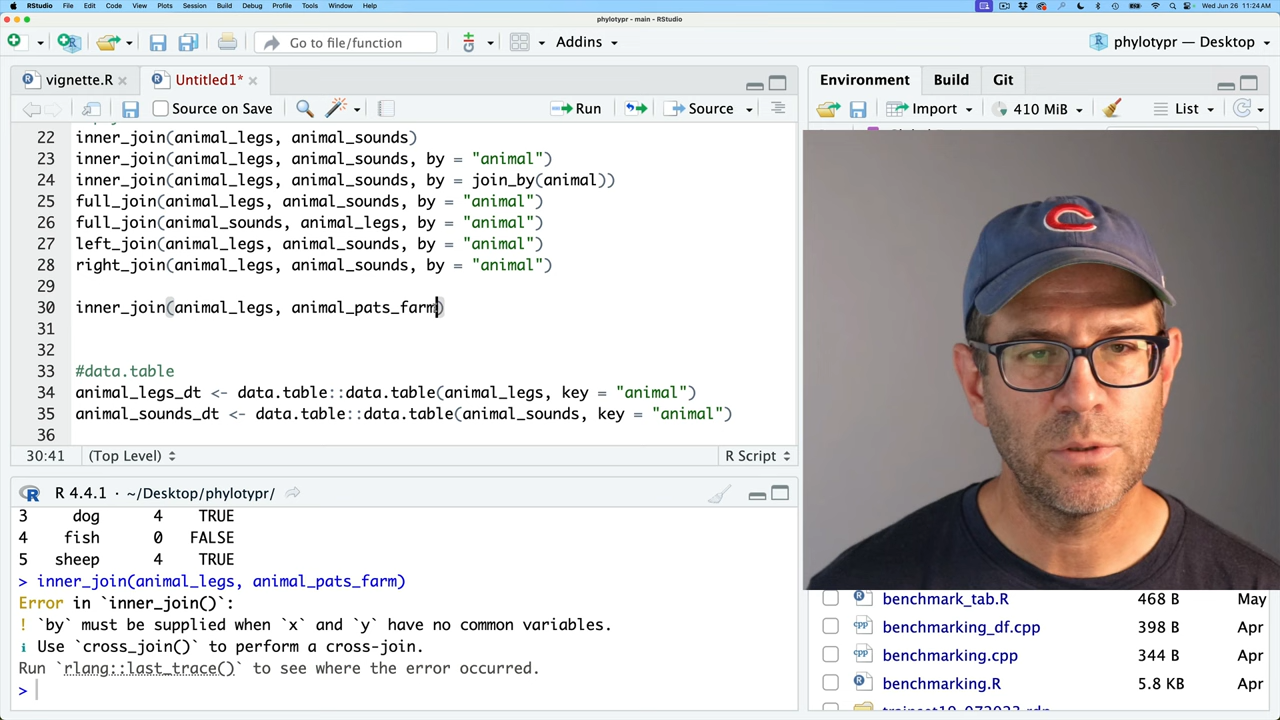 RStudio File Edit Code View Plots Session Build Debug Profile Tools Window Help Wed Jun 26 11:24 AM
phylotypr - main - RStudio
Go to file/function Addins phylotypr — Desktop
vignette.R Untitled1*
Source on Save Run Source
22 inner_join(animal_legs, animal_sounds)
23 inner_join(animal_legs, animal_sounds, by = "animal")
24 inner_join(animal_legs, animal_sounds, by = join_by(animal))
25 full_join(animal_legs, animal_sounds, by = "animal")
26 full_join(animal_sounds, animal_legs, by = "animal")
27 left_join(animal_legs, animal_sounds, by = "animal")
28 right_join(animal_legs, animal_sounds, by = "animal")
29
30 inner_join(animal_legs, animal_pats_farm)
31
32
33 #data.table
34 animal_legs_dt <- data.table::data.table(animal_legs, key = "animal")
35 animal_sounds_dt <- data.table::data.table(animal_sounds, key = "animal")
36
30:41 (Top Level) R Script
R 4.4.1 · ~/Desktop/phylotypr/
3 dog 4 TRUE
4 fish 0 FALSE
5 sheep 4 TRUE
> inner_join(animal_legs, animal_pats_farm)
Error in `inner_join()`:
! `by` must be supplied when `x` and `y` have no common variables.
ℹ Use `cross_join()` to perform a cross-join.
Run `rlang::last_trace()` to see where the error occurred.
>
Environment Build Git
Import 410 MiB List
benchmark_tab.R 468 B May
benchmarking_df.cpp 398 B Apr
benchmarking.cpp 344 B Apr
benchmarking.R 5.8 KB Apr